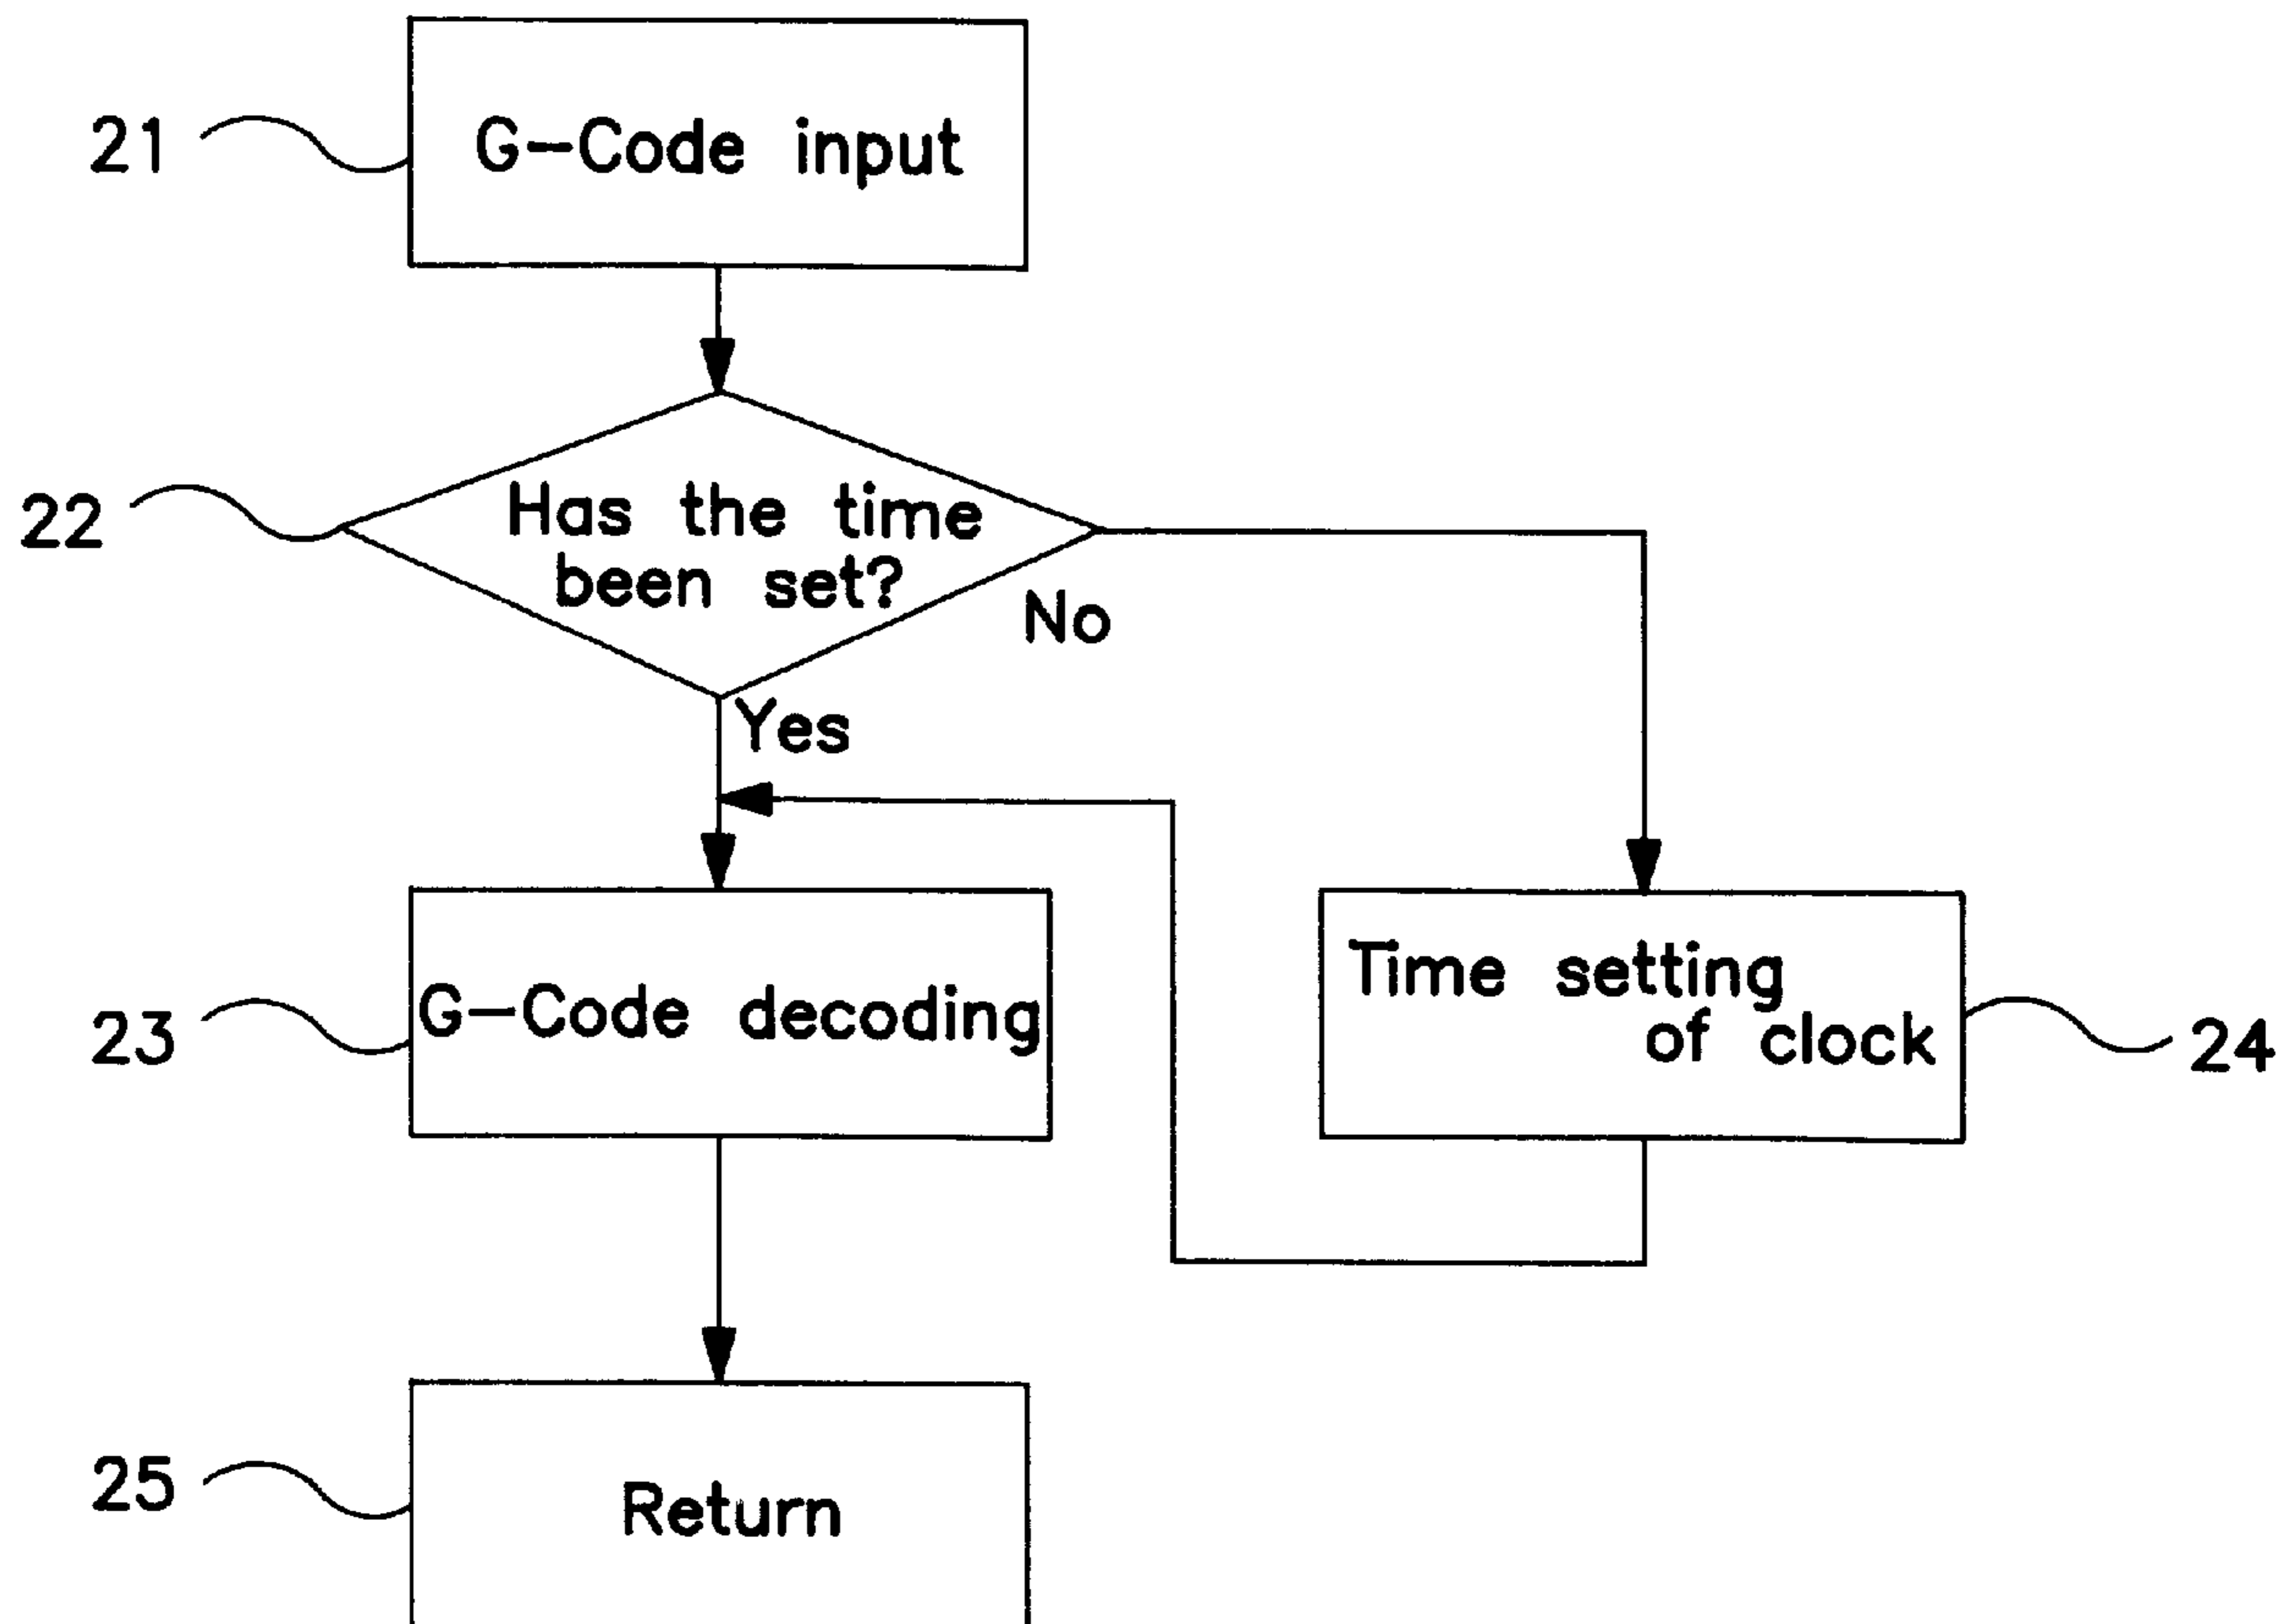 21
G-Code input
22
Has the time
been set?
No
Yes
23
G-Code decoding
Time setting
of clock
24
25
Return